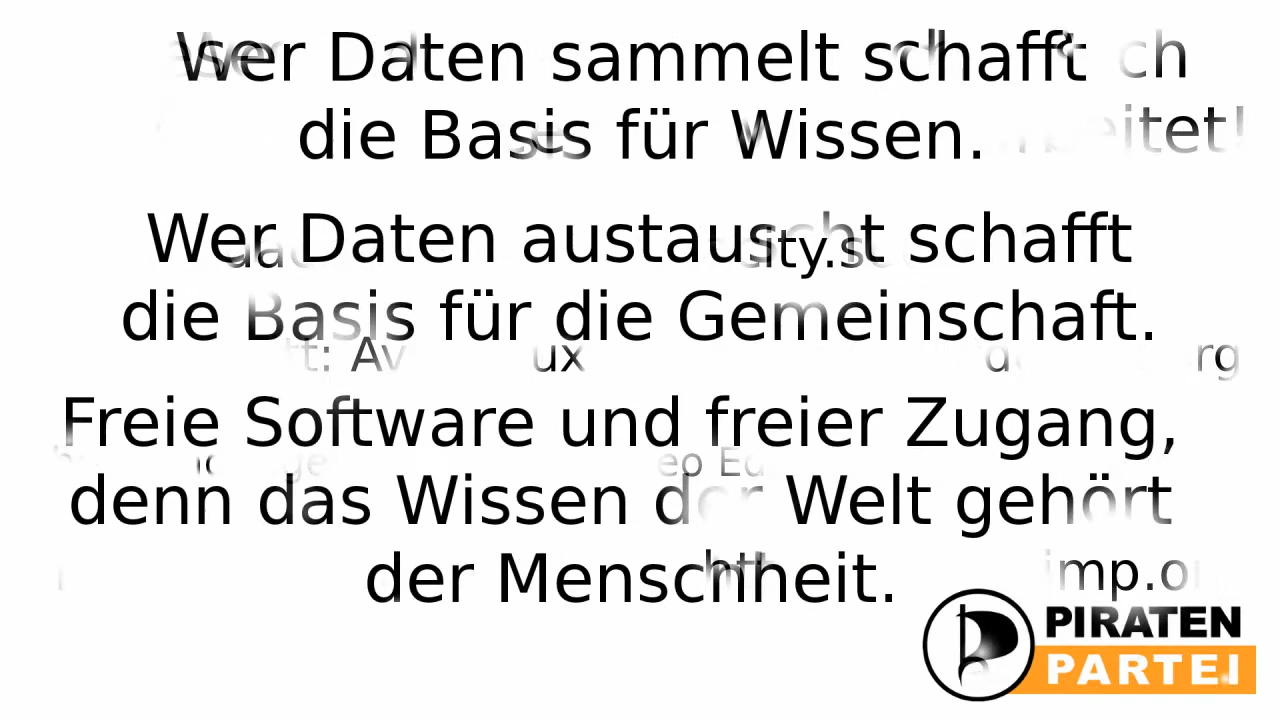 Wer Daten sammelt schafft
die Basis für Wissen.
Wer Daten austauscht schafft
die Basis für die Gemeinschaft.
Freie Software und freier Zugang,
denn das Wissen der Welt gehört
der Menschheit.
PIRATEN
PARTEI